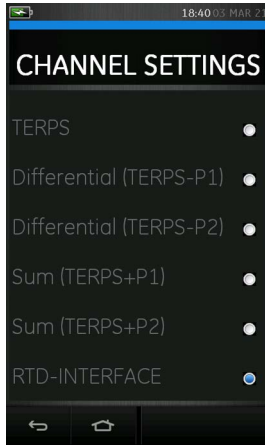 18:40 03 MAR 21
CHANNEL SETTINGS
TERPS
Differential (TERPS-P1)
Differential (TERPS-P2)
Sum (TERPS+P1)
Sum (TERPS+P2)
RTD-INTERFACE